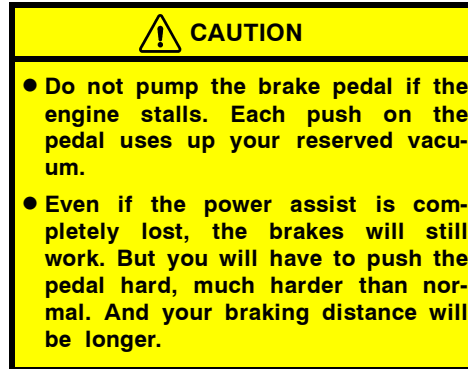 CAUTION
● Do not pump the brake pedal if the
engine stalls. Each push on the
pedal uses up your reserved vacu-
um.
● Even if the power assist is com-
pletely lost, the brakes will still
work. But you will have to push the
pedal hard, much harder than nor-
mal. And your braking distance will
be longer.